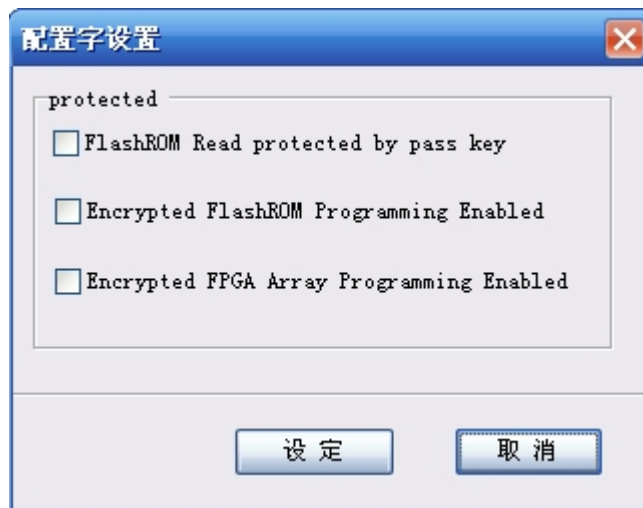 配置字设置
protected
FlashROM Read protected by pass key
Encrypted FlashROM Programming Enabled
Encrypted FPGA Array Programming Enabled
设 定
取 消